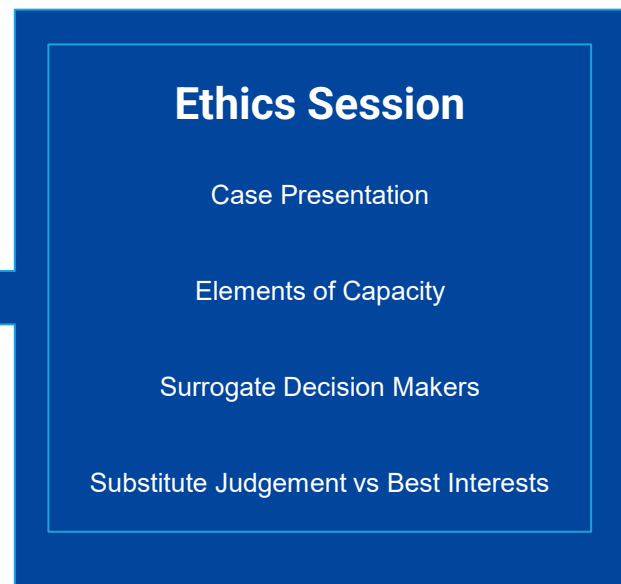 Ethics Session
Case Presentation
Elements of Capacity
Surrogate Decision Makers
Substitute Judgement vs Best Interests